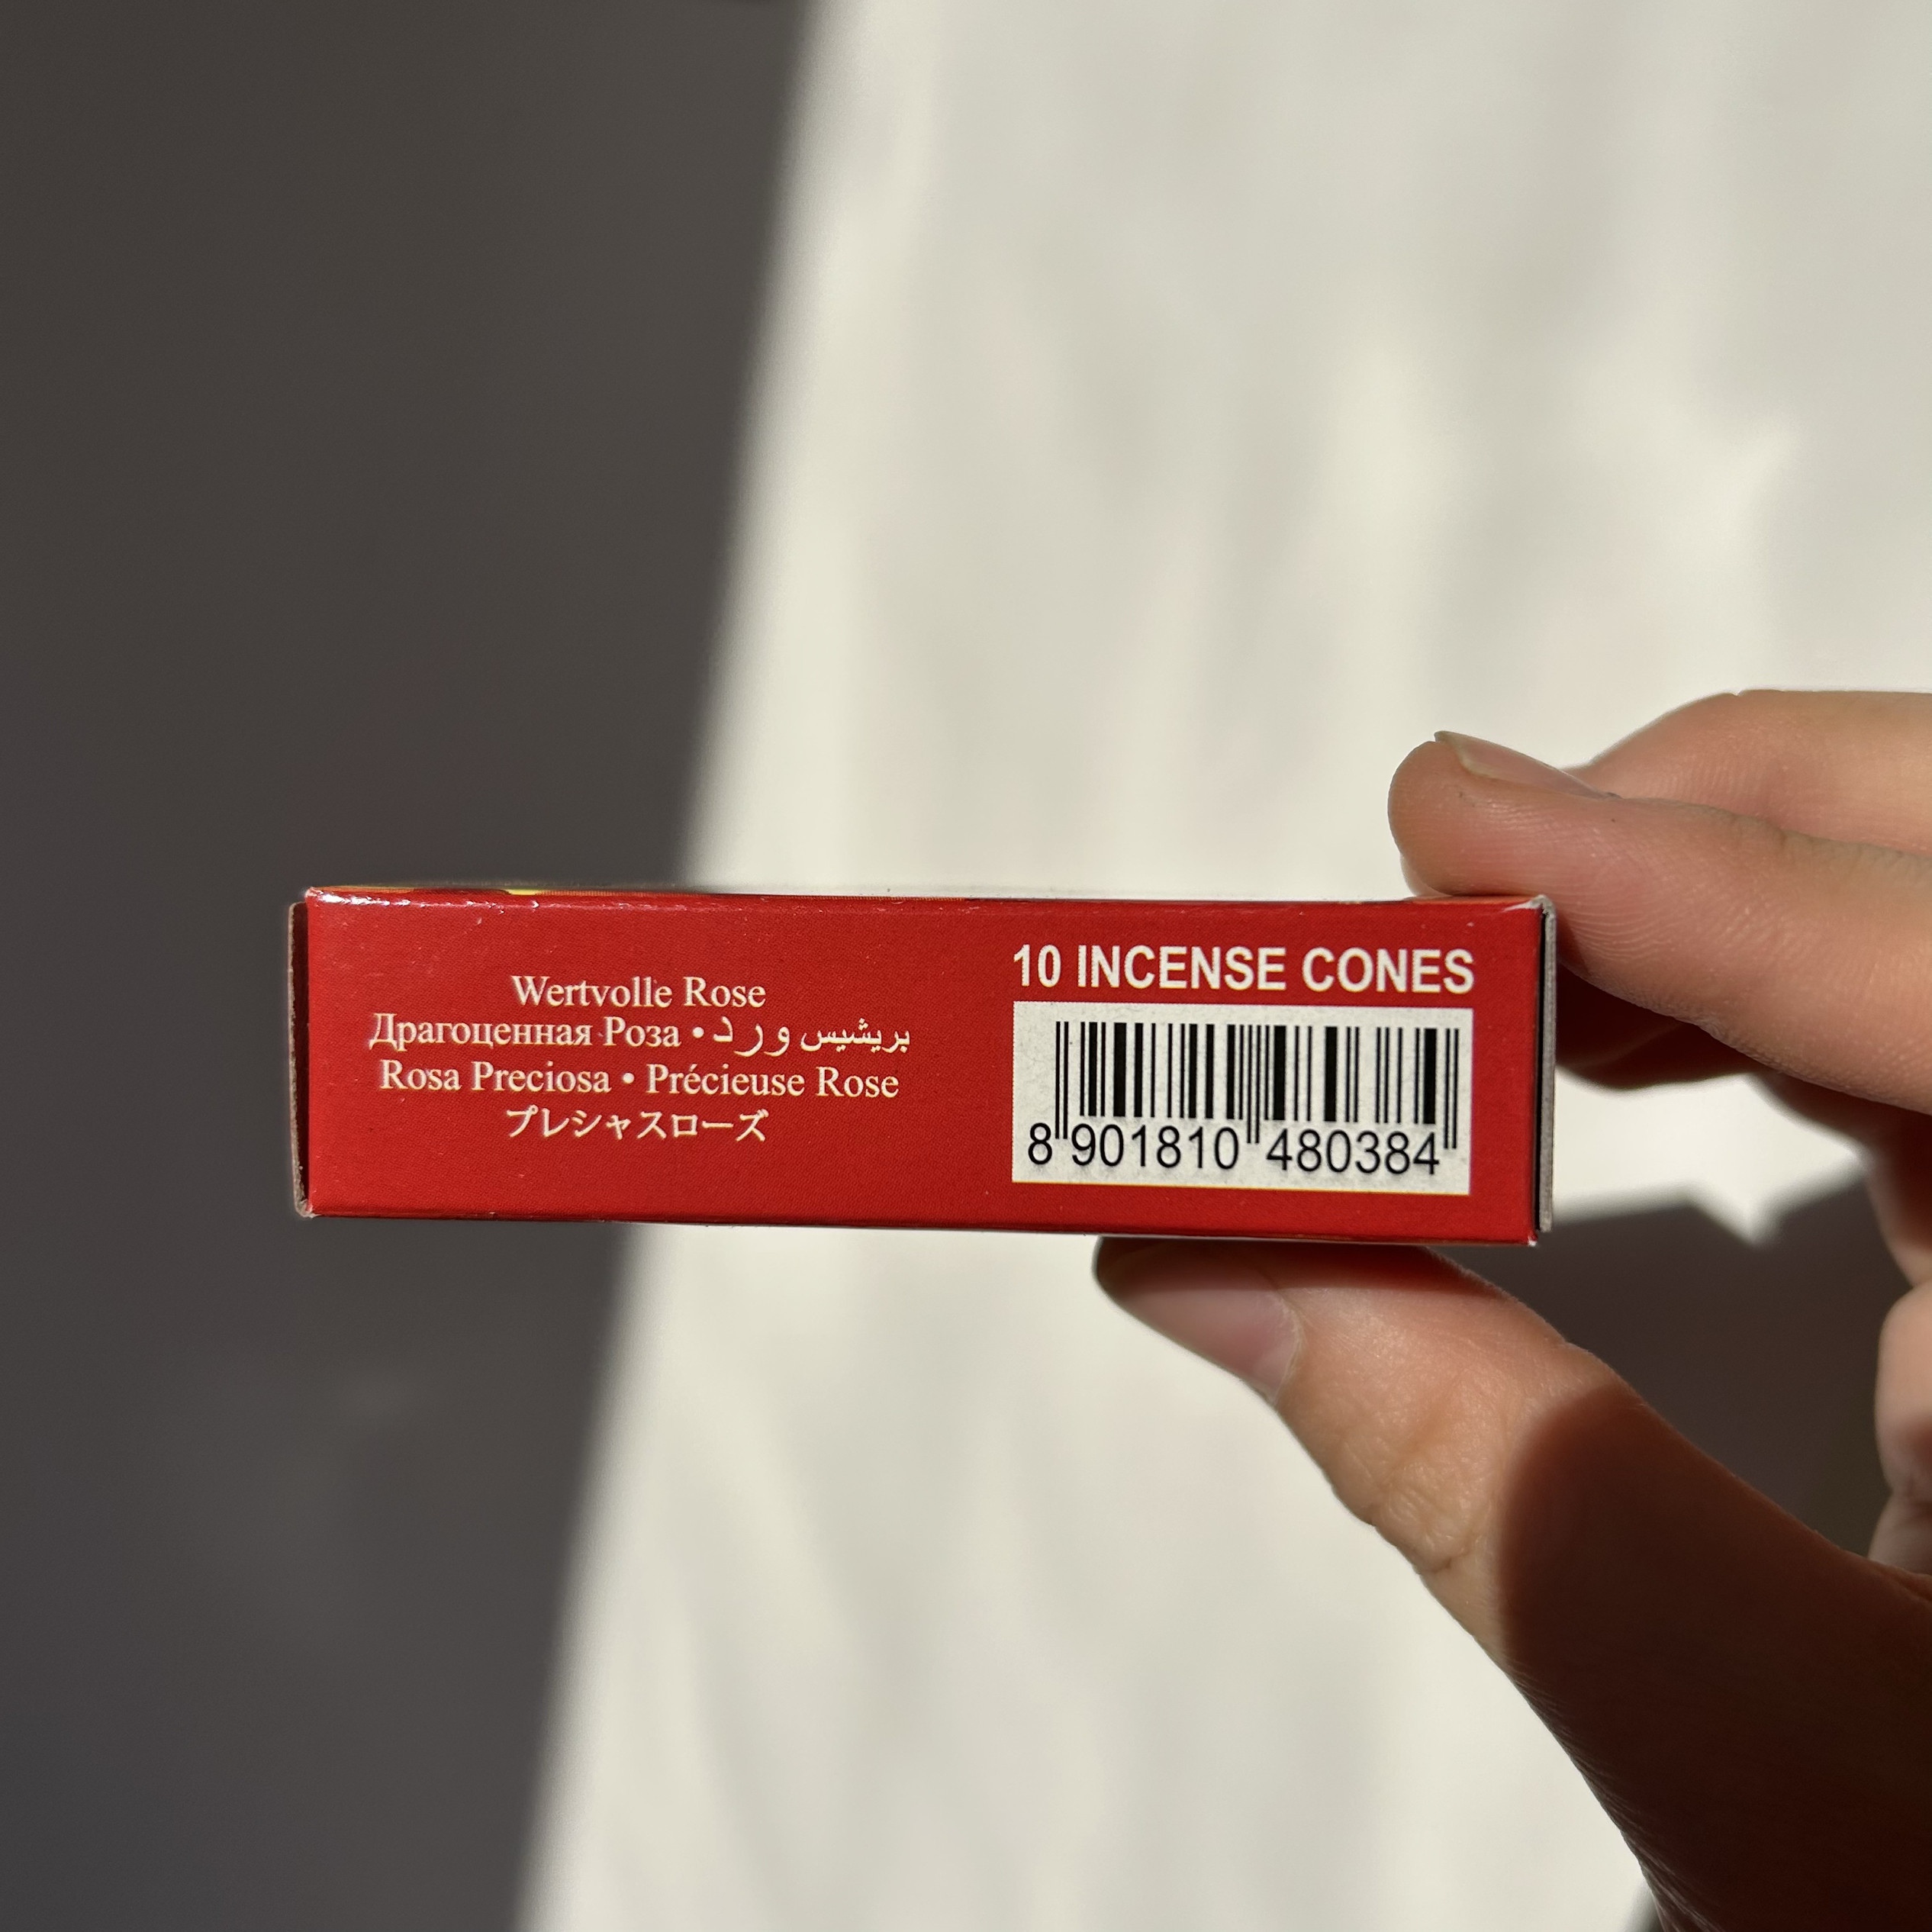 Wertvolle Rose
Драгоценная Роза • بريشيس ورد
Rosa Preciosa • Précieuse Rose
プレシャスローズ
10 INCENSE CONES
8 901810 480384